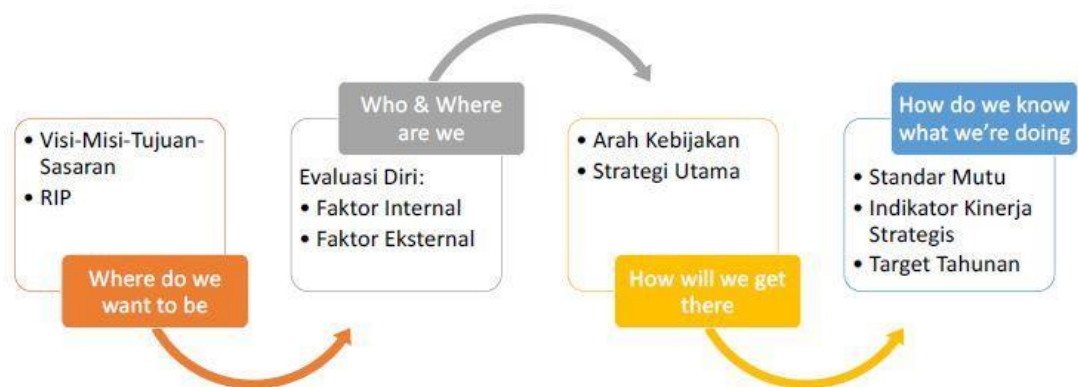 • Visi-Misi-Tujuan-
Sasaran
• RIP
Where do we
want to be
Who & Where
are we
Evaluasi Diri:
• Faktor Internal
• Faktor Eksternal
• Arah Kebijakan
• Strategi Utama
How will we get
there
How do we know
what we're doing
• Standar Mutu
• Indikator Kinerja
Strategis
• Target Tahunan